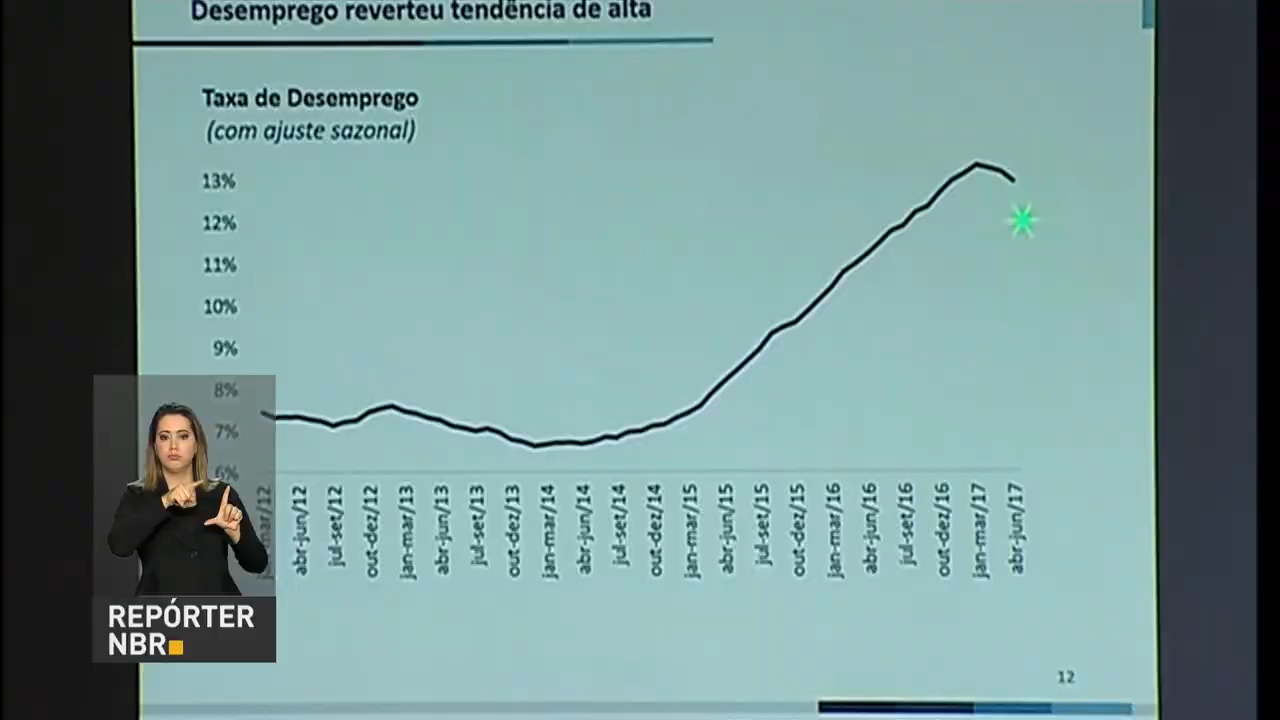 Desemprego reverteu tendência de alta
Taxa de Desemprego
(com ajuste sazonal)
13%
12%
11%
10%
9%
8%
7%
6%
abr-jun/12
jul-set/12
out-dez/12
jan-mar/13
abr-jun/13
jul-set/13
out-dez/13
jan-mar/14
abr-jun/14
jul-set/14
out-dez/14
jan-mar/15
abr-jun/15
jul-set/15
out-dez/15
jan-mar/16
abr-jun/16
jul-set/16
out-dez/16
jan-mar/17
abr-jun/17
REPÓRTER
NBR
12